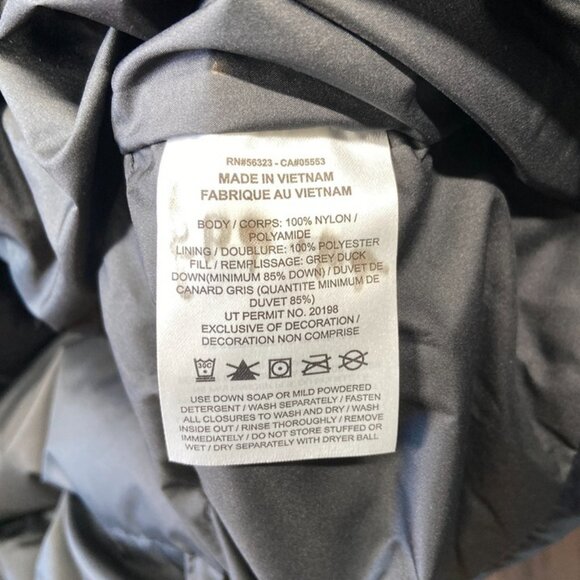 RN#56323 - CA#05553
MADE IN VIETNAM
FABRIQUE AU VIETNAM
BODY / CORPS: 100% NYLON /
POLYAMIDE
LINING / DOUBLURE: 100% POLYESTER
FILL / REMPLISSAGE: GREY DUCK
DOWN(MINIMUM 85% DOWN) / DUVET DE
CANARD GRIS (QUANTITE MINIMUM DE
DUVET 85%)
UT PERMIT NO. 20198
EXCLUSIVE OF DECORATION /
DECORATION NON COMPRISE
30C
USE DOWN SOAP OR MILD POWDERED
DETERGENT / WASH SEPARATELY / FASTEN
ALL CLOSURES TO WASH AND DRY / WASH
INSIDE OUT / RINSE THOROUGHLY / REMOVE
IMMEDIATELY / DO NOT STORE STUFFED OR
WET / DRY SEPARATELY WITH DRYER BALL